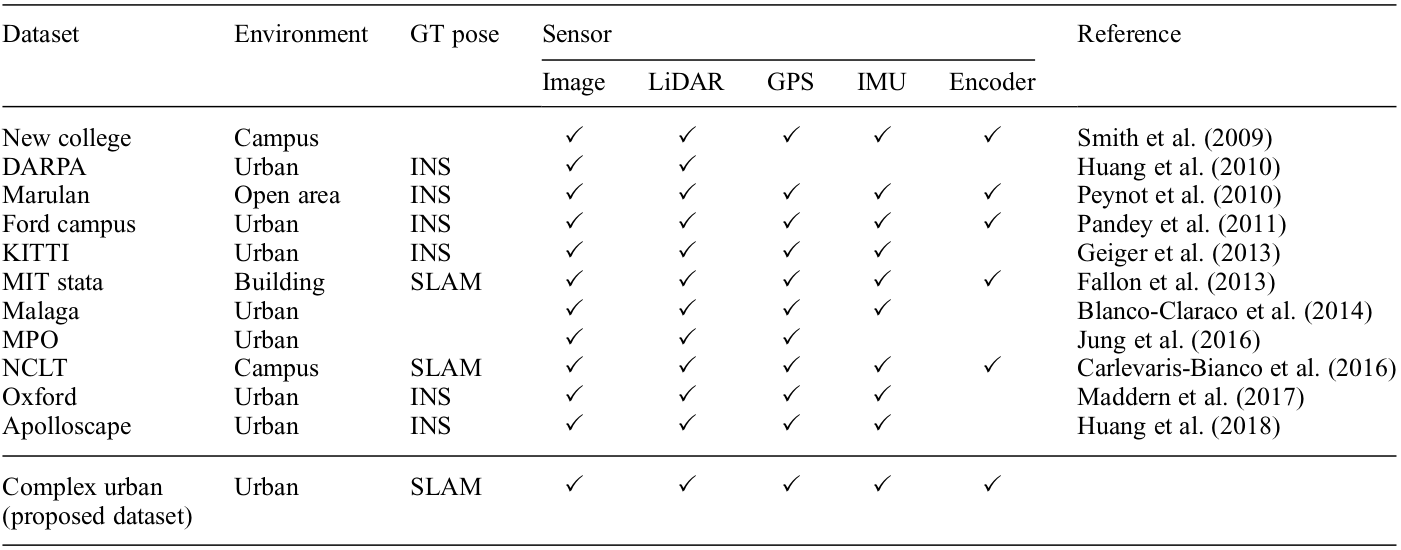 Dataset Environment GT pose Sensor Reference
Image LiDAR GPS IMU Encoder
New college Campus ✓ ✓ ✓ ✓ ✓ Smith et al. (2009)
DARPA Urban INS ✓ ✓ Huang et al. (2010)
Marulan Open area INS ✓ ✓ ✓ ✓ ✓ Peynot et al. (2010)
Ford campus Urban INS ✓ ✓ ✓ ✓ ✓ Pandey et al. (2011)
KITTI Urban INS ✓ ✓ ✓ ✓ Geiger et al. (2013)
MIT stata Building SLAM ✓ ✓ ✓ ✓ ✓ Fallon et al. (2013)
Malaga Urban ✓ ✓ ✓ ✓ Blanco-Claraco et al. (2014)
MPO Urban ✓ ✓ ✓ Jung et al. (2016)
NCLT Campus SLAM ✓ ✓ ✓ ✓ ✓ Carlevaris-Bianco et al. (2016)
Oxford Urban INS ✓ ✓ ✓ ✓ Maddern et al. (2017)
Apolloscape Urban INS ✓ ✓ ✓ ✓ Huang et al. (2018)
Complex urban Urban SLAM ✓ ✓ ✓ ✓ ✓
(proposed dataset)